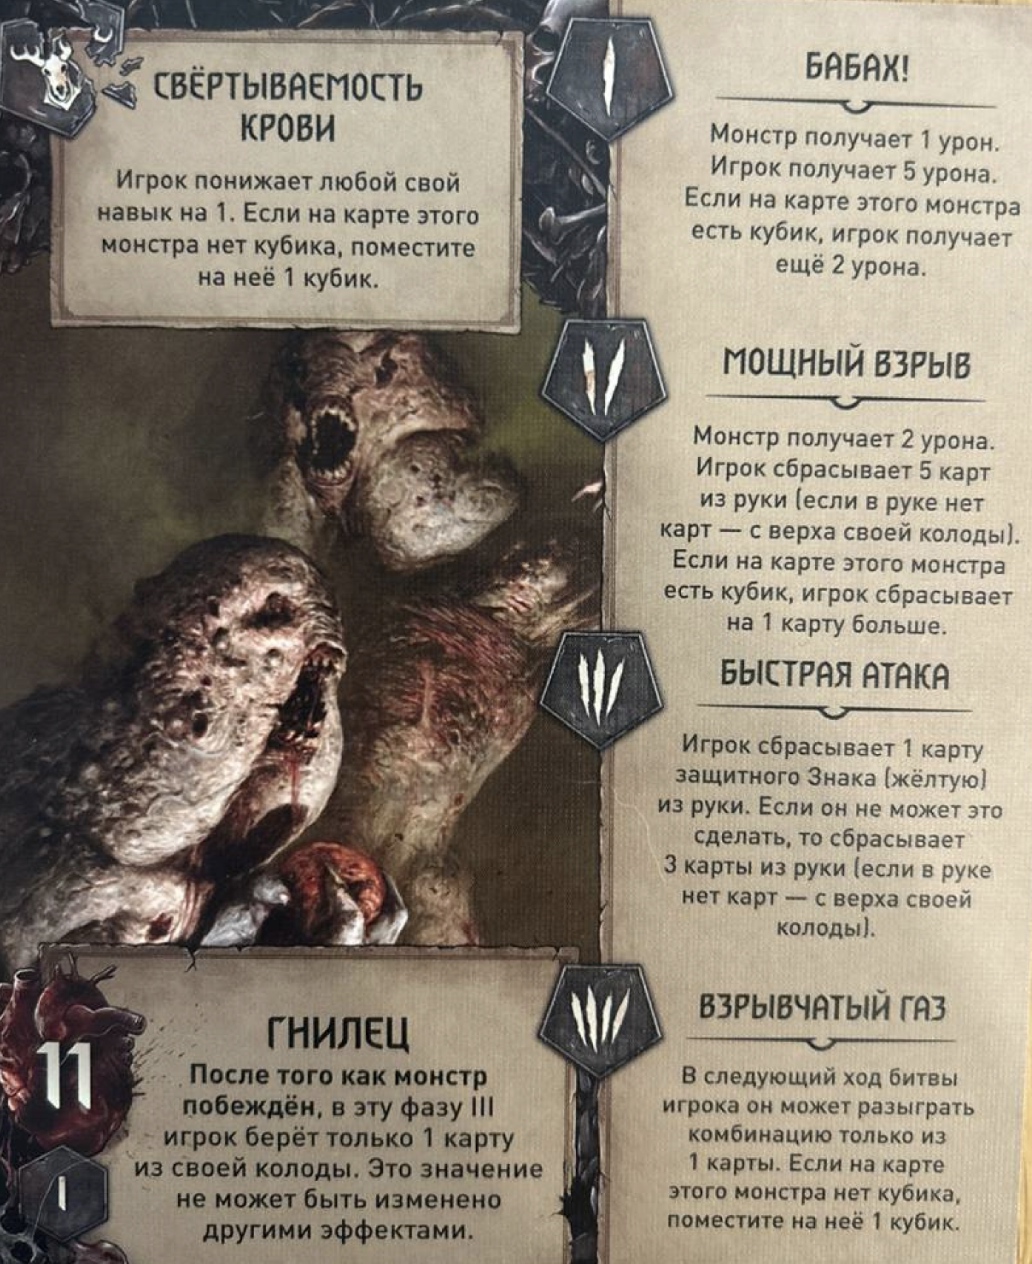 СВЁРТЫВАЕМОСТЬ
КРОВИ
Игрок понижает любой свой
навык на 1. Если на карте этого
монстра нет кубика, поместите
на неё 1 кубик.
БАБАХ!
Монстр получает 1 урон.
Игрок получает 5 урона.
Если на карте этого монстра
есть кубик, игрок получает
ещё 2 урона.
МОЩНЫЙ ВЗРЫВ
Монстр получает 2 урона.
Игрок сбрасывает 5 карт
из руки (если в руке нет
карт — с верха своей колоды).
Если на карте этого монстра
есть кубик, игрок сбрасывает
на 1 карту больше.
БЫСТРАЯ АТАКА
Игрок сбрасывает 1 карту
защитного Знака (жёлтую)
из руки. Если он не может это
сделать, то сбрасывает
3 карты из руки (если в руке
нет карт — с верха своей
колоды).
ВЗРЫВЧАТЫЙ ГАЗ
В следующий ход битвы
игрока он может разыграть
комбинацию только из
1 карты. Если на карте
этого монстра нет кубика,
поместите на неё 1 кубик.
11
I
ГНИЛЕЦ
После того как монстр
побеждён, в эту фазу III
игрок берёт только 1 карту
из своей колоды. Это значение
не может быть изменено
другими эффектами.